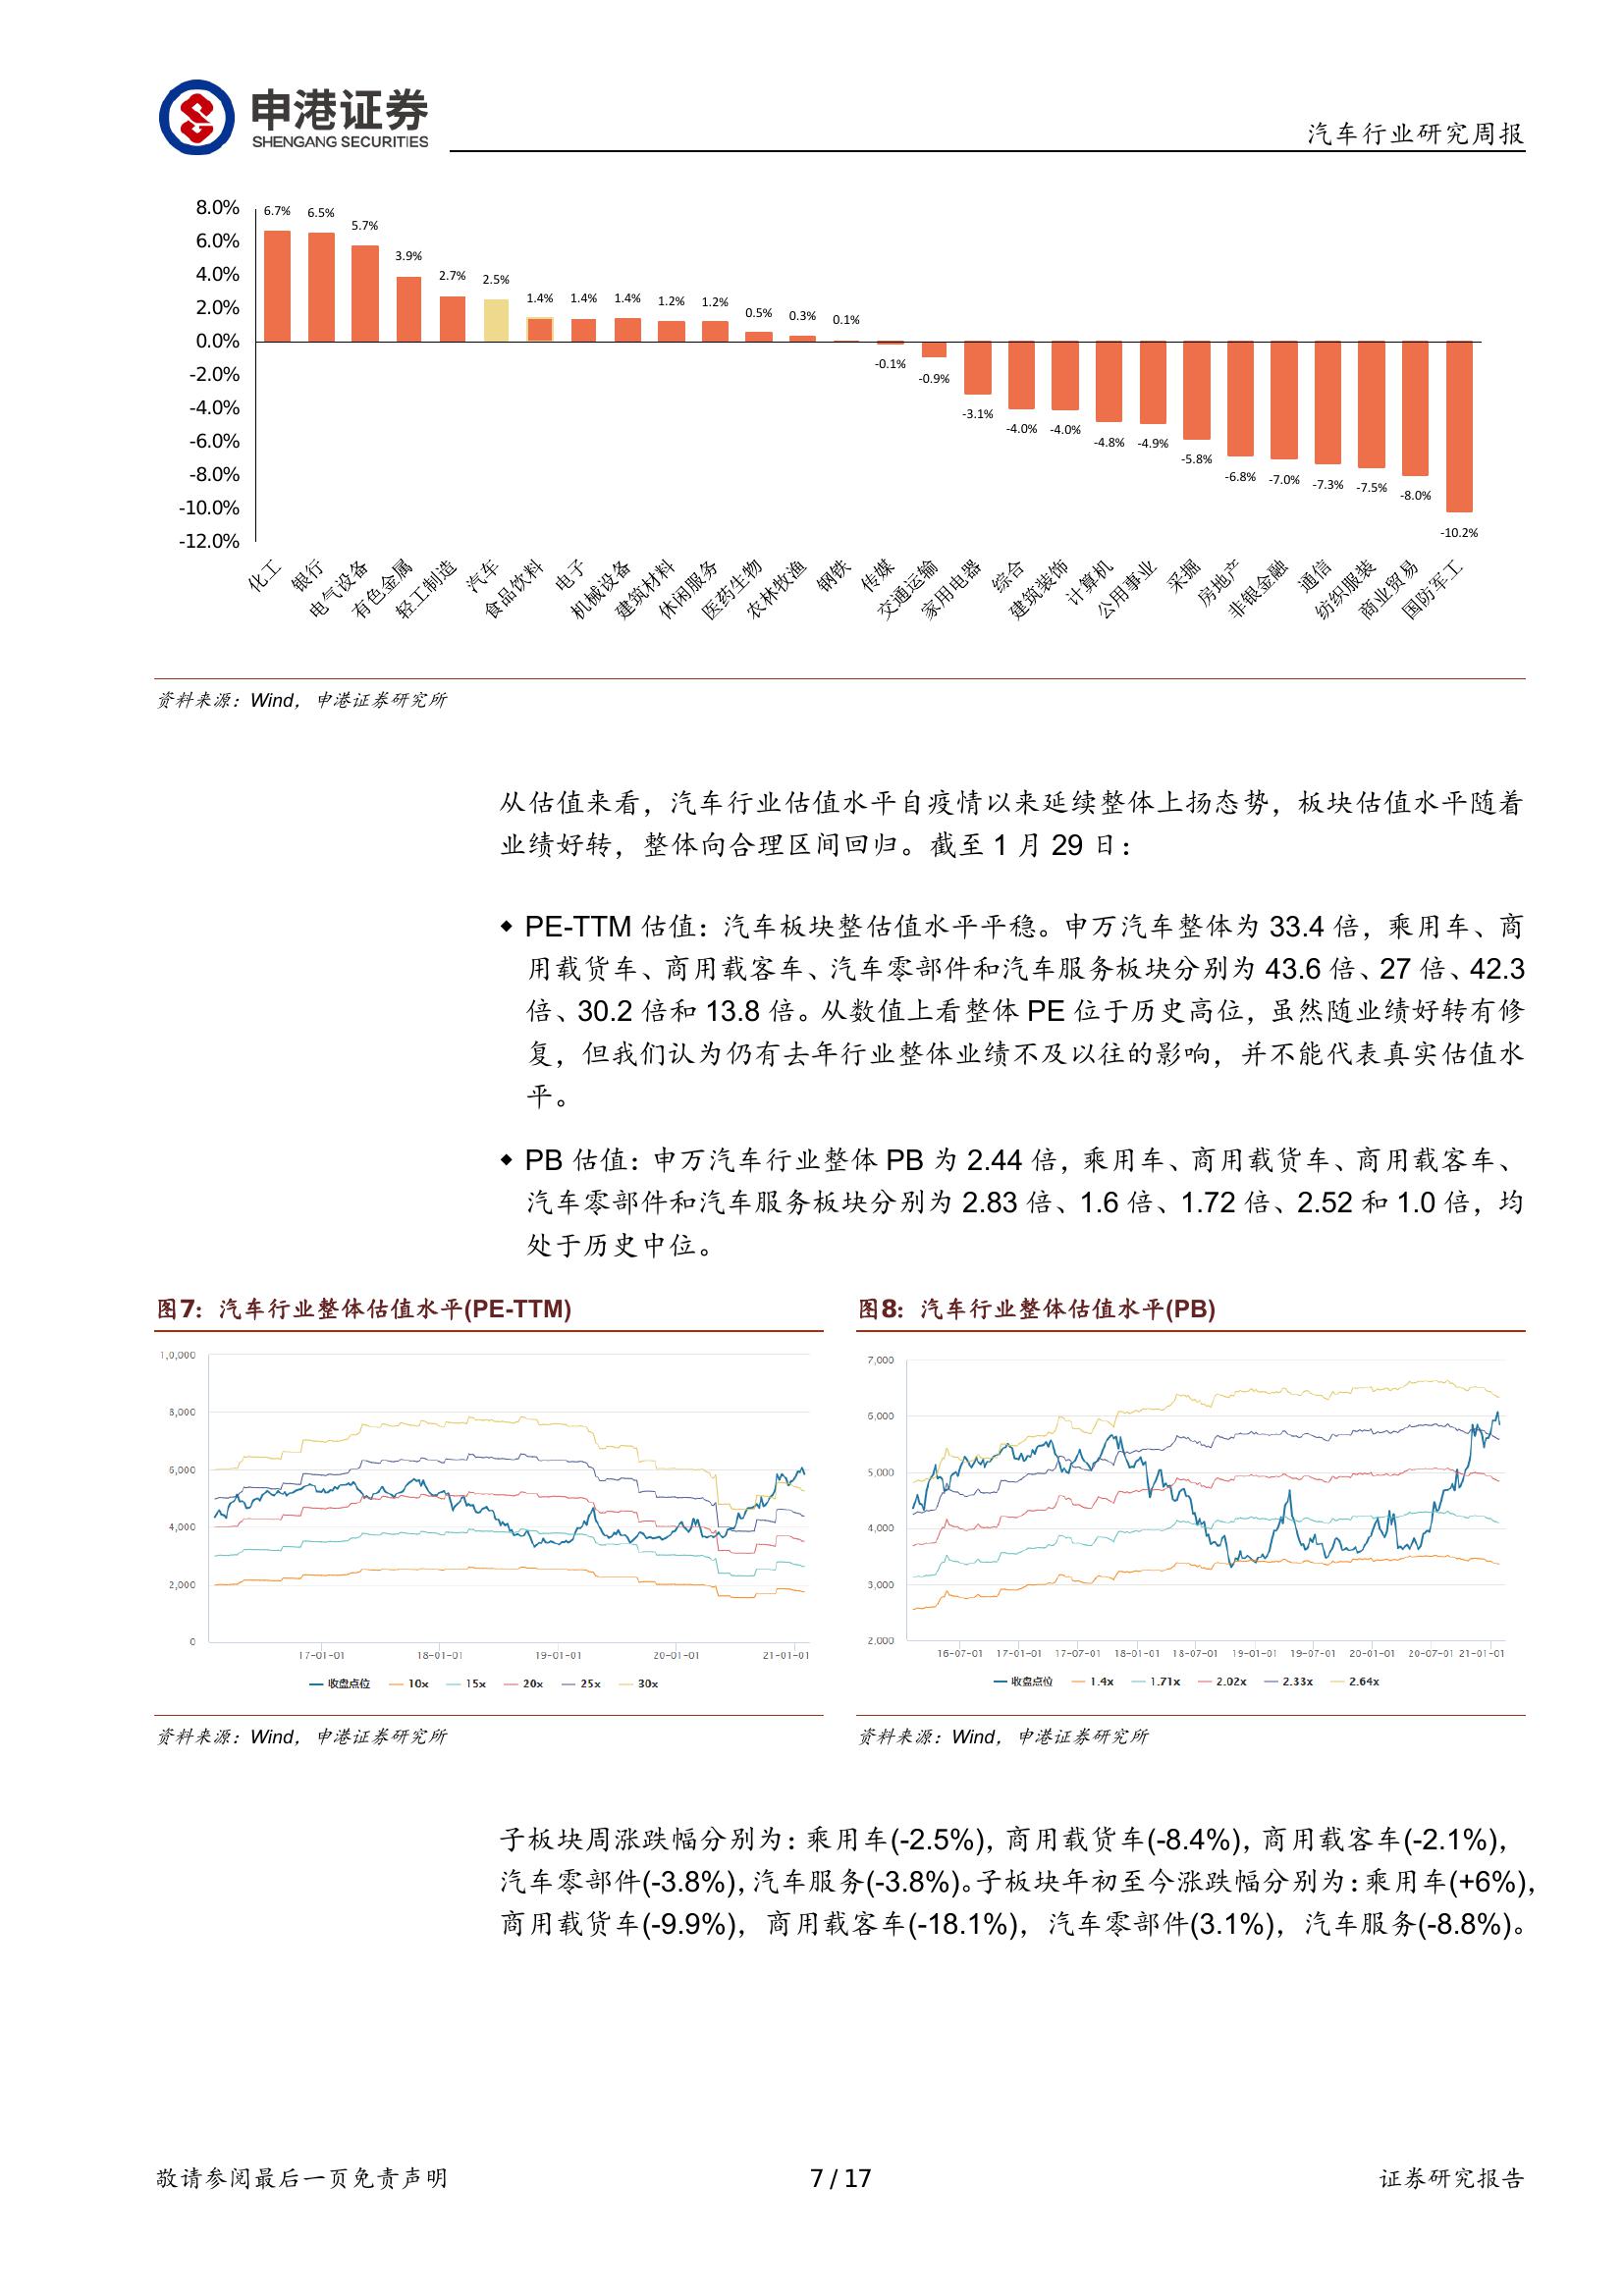 申港证券
SHENGANG SECURITIES
汽车行业研究周报
8.0%
6.0%
4.0%
2.0%
0.0%
-2.0%
-4.0%
-6.0%
-8.0%
-10.0%
-12.0%
6.7% 6.5% 5.7% 3.9% 2.7% 2.5% 1.4% 1.4% 1.4% 1.2% 1.2% 0.5% 0.3% 0.1% -0.1% -0.9% -3.1% -4.0% -4.0% -4.8% -4.9% -5.8% -6.8% -7.0% -7.3% -7.5% -8.0% -10.2%
化工 银行 电气设备 有色金属 轻工制造 汽车 食品饮料 电子 机械设备 建筑材料 休闲服务 医药生物 农林牧渔 钢铁 传媒 交通运输 家用电器 综合 建筑装饰 计算机 公用事业 采掘 房地产 非银金融 通信 纺织服装 商业贸易 国防军工
资料来源：Wind，申港证券研究所
从估值来看，汽车行业估值水平自疫情以来延续整体上扬态势，板块估值水平随着
业绩好转，整体向合理区间回归。截至 1 月 29 日：
◆ PE-TTM 估值：汽车板块整估值水平平稳。申万汽车整体为 33.4 倍，乘用车、商
用载货车、商用载客车、汽车零部件和汽车服务板块分别为 43.6 倍、27 倍、42.3
倍、30.2 倍和 13.8 倍。从数值上看整体 PE 位于历史高位，虽然随业绩好转有修
复，但我们认为仍有去年行业整体业绩不及以往的影响，并不能代表真实估值水
平。
◆ PB 估值：申万汽车行业整体 PB 为 2.44 倍，乘用车、商用载货车、商用载客车、
汽车零部件和汽车服务板块分别为 2.83 倍、1.6 倍、1.72 倍、2.52 和 1.0 倍，均
处于历史中位。
图7：汽车行业整体估值水平(PE-TTM)
1,0,000
8,000
6,000
4,000
2,000
0
17-01-01 18-01-01 19-01-01 20-01-01 21-01-01
收盘点位 10x 15x 20x 25x 30x
资料来源：Wind，申港证券研究所
图8：汽车行业整体估值水平(PB)
7,000
6,000
5,000
4,000
3,000
2,000
16-07-01 17-01-01 17-07-01 18-01-01 18-07-01 19-01-01 19-07-01 20-01-01 20-07-01 21-01-01
收盘点位 1.4x 1.71x 2.02x 2.33x 2.64x
资料来源：Wind，申港证券研究所
子板块周涨跌幅分别为：乘用车(-2.5%)，商用载货车(-8.4%)，商用载客车(-2.1%)，
汽车零部件(-3.8%)，汽车服务(-3.8%)。子板块年初至今涨跌幅分别为：乘用车(+6%)，
商用载货车(-9.9%)，商用载客车(-18.1%)，汽车零部件(3.1%)，汽车服务(-8.8%)。
敬请参阅最后一页免责声明
7 / 17
证券研究报告